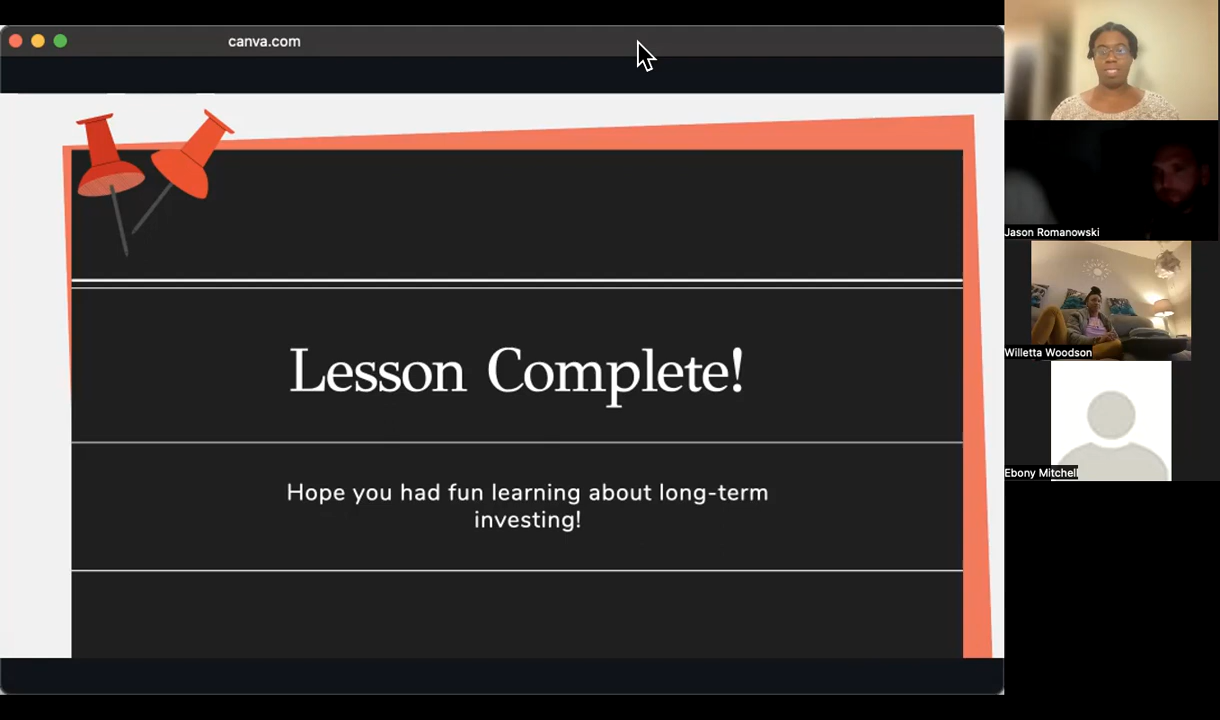 canva.com
Lesson Complete!
Hope you had fun learning about long-term
investing!
Jason Romanowski
Willetta Woodson
Ebony Mitchell